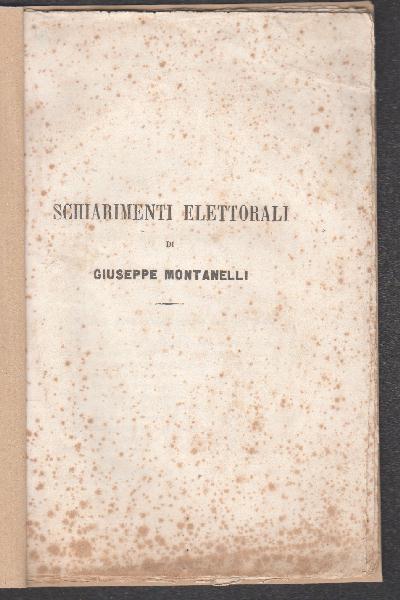 SCHIARIMENTI ELETTORALI
DI
GIUSEPPE MONTANELLI